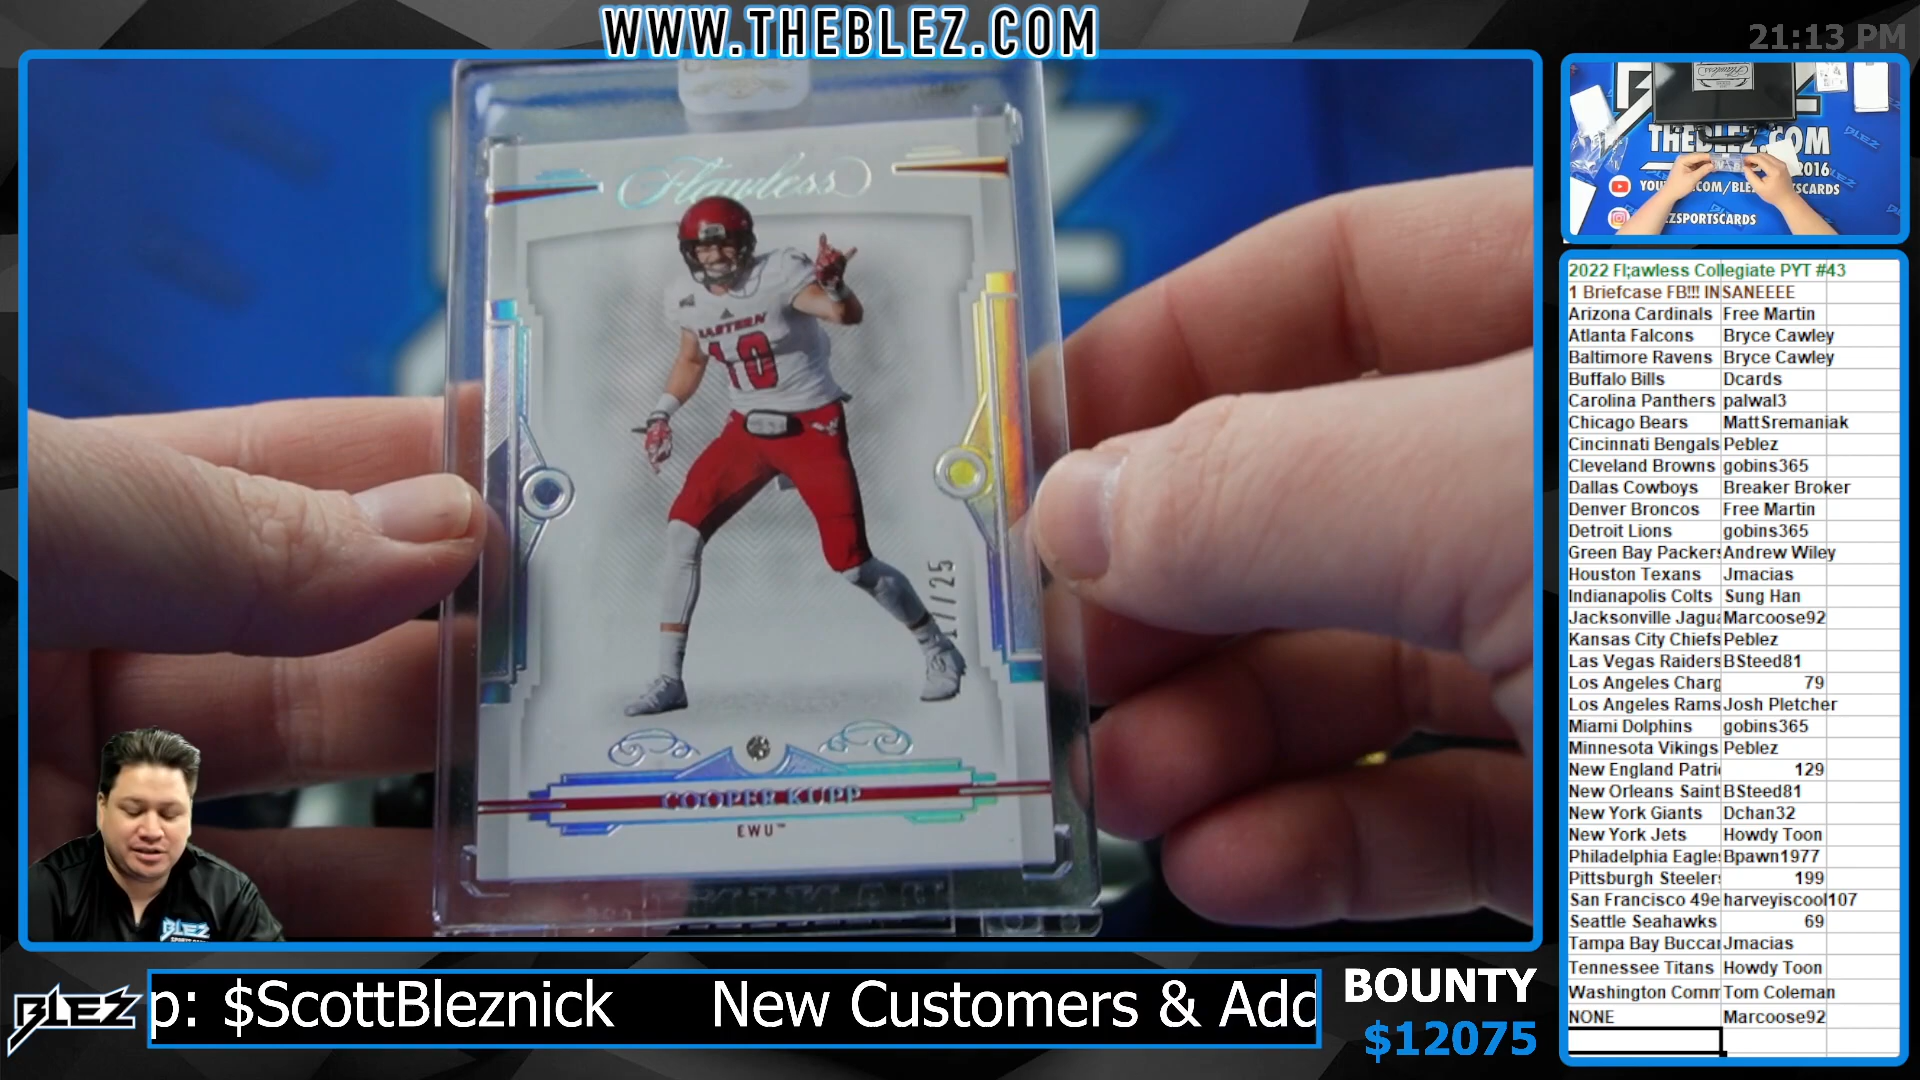 WWW.THEBLEZ.COM
21:13 PM
Flawless
EASTERN
10
17/25
COOPER KUPP
EWU™
THEBLEZ.COM
2016
ZSPORTSCARDS
2022 Fl;awless Collegiate PYT #43
1 Briefcase FB!!! INSANEEEE
Arizona Cardinals Free Martin
Atlanta Falcons Bryce Cawley
Baltimore Ravens Bryce Cawley
Buffalo Bills Dcards
Carolina Panthers palwal3
Chicago Bears MattSremaniak
Cincinnati Bengals Peblez
Cleveland Browns gobins365
Dallas Cowboys Breaker Broker
Denver Broncos Free Martin
Detroit Lions gobins365
Green Bay Packers Andrew Wiley
Houston Texans Jmacias
Indianapolis Colts Sung Han
Jacksonville Jagua Marcoose92
Kansas City Chiefs Peblez
Las Vegas Raiders BSteed81
Los Angeles Charg 79
Los Angeles Rams Josh Pletcher
Miami Dolphins gobins365
Minnesota Vikings Peblez
New England Patri 129
New Orleans Saint BSteed81
New York Giants Dchan32
New York Jets Howdy Toon
Philadelphia Eagle Bpawn1977
Pittsburgh Steeler 199
San Francisco 49e harveyiscool107
Seattle Seahawks 69
Tampa Bay Buccar Jmacias
Tennessee Titans Howdy Toon
Washington Comm Tom Coleman
NONE Marcoose92
BLEZ
BLEZ
p: $ScottBleznick New Customers & Add
BOUNTY
$12075